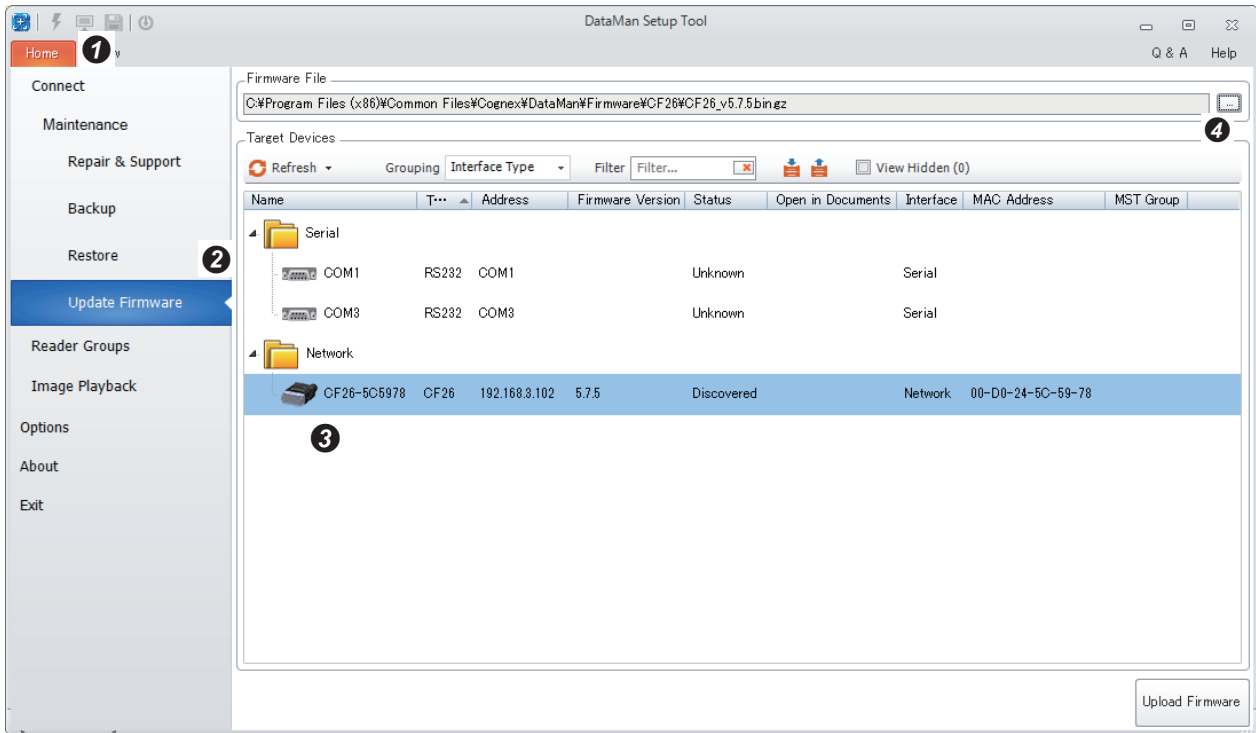 DataMan Setup Tool
Home 1
Q & A Help
Connect
Maintenance
Repair & Support
Backup
Restore
2
Update Firmware
Reader Groups
Image Playback
Options
About
Exit
Firmware File
C:¥Program Files (x86)¥Common Files¥Cognex¥DataMan¥Firmware¥CF26¥CF26_v5.7.5.bin.gz ...
4
Target Devices
Refresh Grouping Interface Type Filter Filter... View Hidden (0)
Name T... Address Firmware Version Status Open in Documents Interface MAC Address MST Group
Serial
COM1 RS232 COM1 Unknown Serial
COM3 RS232 COM3 Unknown Serial
Network
CF26-5C5978 CF26 192.168.3.102 5.7.5 Discovered Network 00-D0-24-5C-59-78
3
Upload Firmware